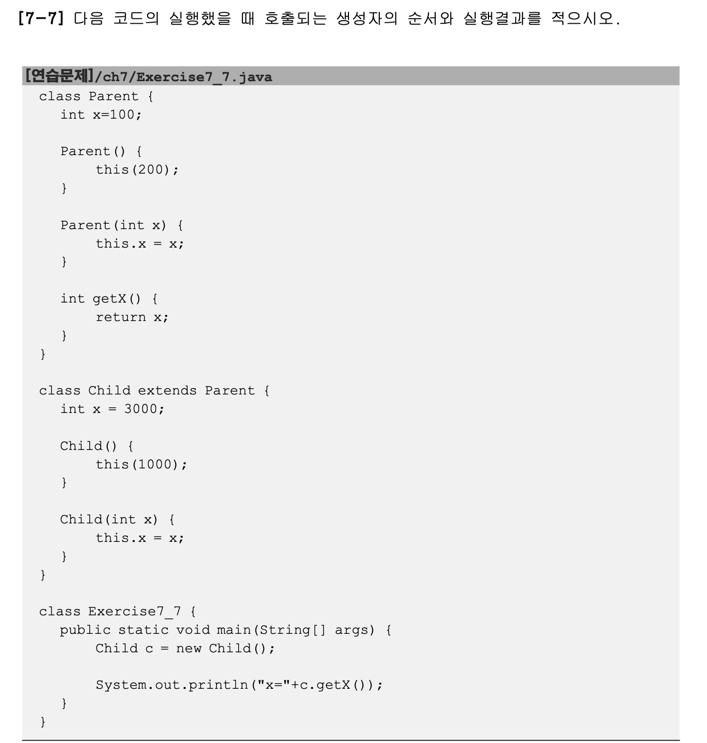 [7-7] 다음 코드의 실행했을 때 호출되는 생성자의 순서와 실행결과를 적으시오.
[연습문제]/ch7/Exercise7_7.java
class Parent {
int x=100;
Parent() {
this(200);
}
Parent(int x) {
this.x = x;
}
int getX() {
return x;
}
}
class Child extends Parent {
int x = 3000;
Child() {
this(1000);
}
Child(int x) {
this.x = x;
}
}
class Exercise7_7 {
public static void main(String[] args) {
Child c = new Child();
System.out.println("x="+c.getX());
}
}